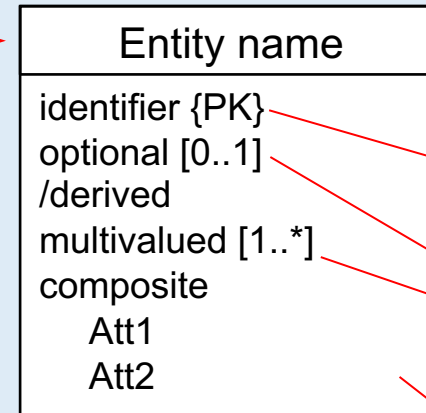 Entity name
identifier {PK}
optional [0..1]
/derived
multivalued [1..*]
composite
Att1
Att2